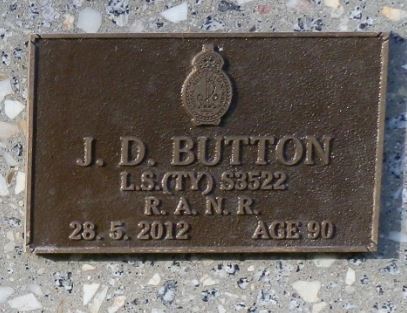 J. D. BUTTON
L.S.(TY) S3522
R. A. N. R.
28. 5. 2012 AGE 90